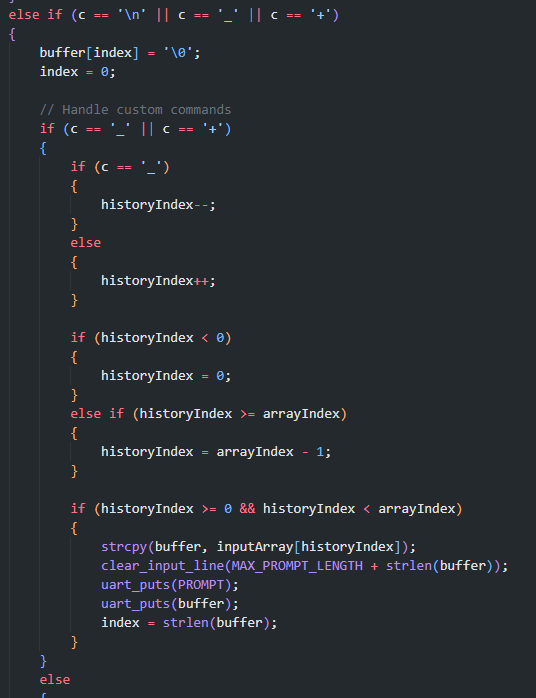 }
else if (c == '\n' || c == '_' || c == '+')
{
    buffer[index] = '\0';
    index = 0;

    // Handle custom commands
    if (c == '_' || c == '+')
    {
        if (c == '_')
        {
            historyIndex--;
        }
        else
        {
            historyIndex++;
        }

        if (historyIndex < 0)
        {
            historyIndex = 0;
        }
        else if (historyIndex >= arrayIndex)
        {
            historyIndex = arrayIndex - 1;
        }

        if (historyIndex >= 0 && historyIndex < arrayIndex)
        {
            strcpy(buffer, inputArray[historyIndex]);
            clear_input_line(MAX_PROMPT_LENGTH + strlen(buffer));
            uart_puts(PROMPT);
            uart_puts(buffer);
            index = strlen(buffer);
        }
    }
    else
    {